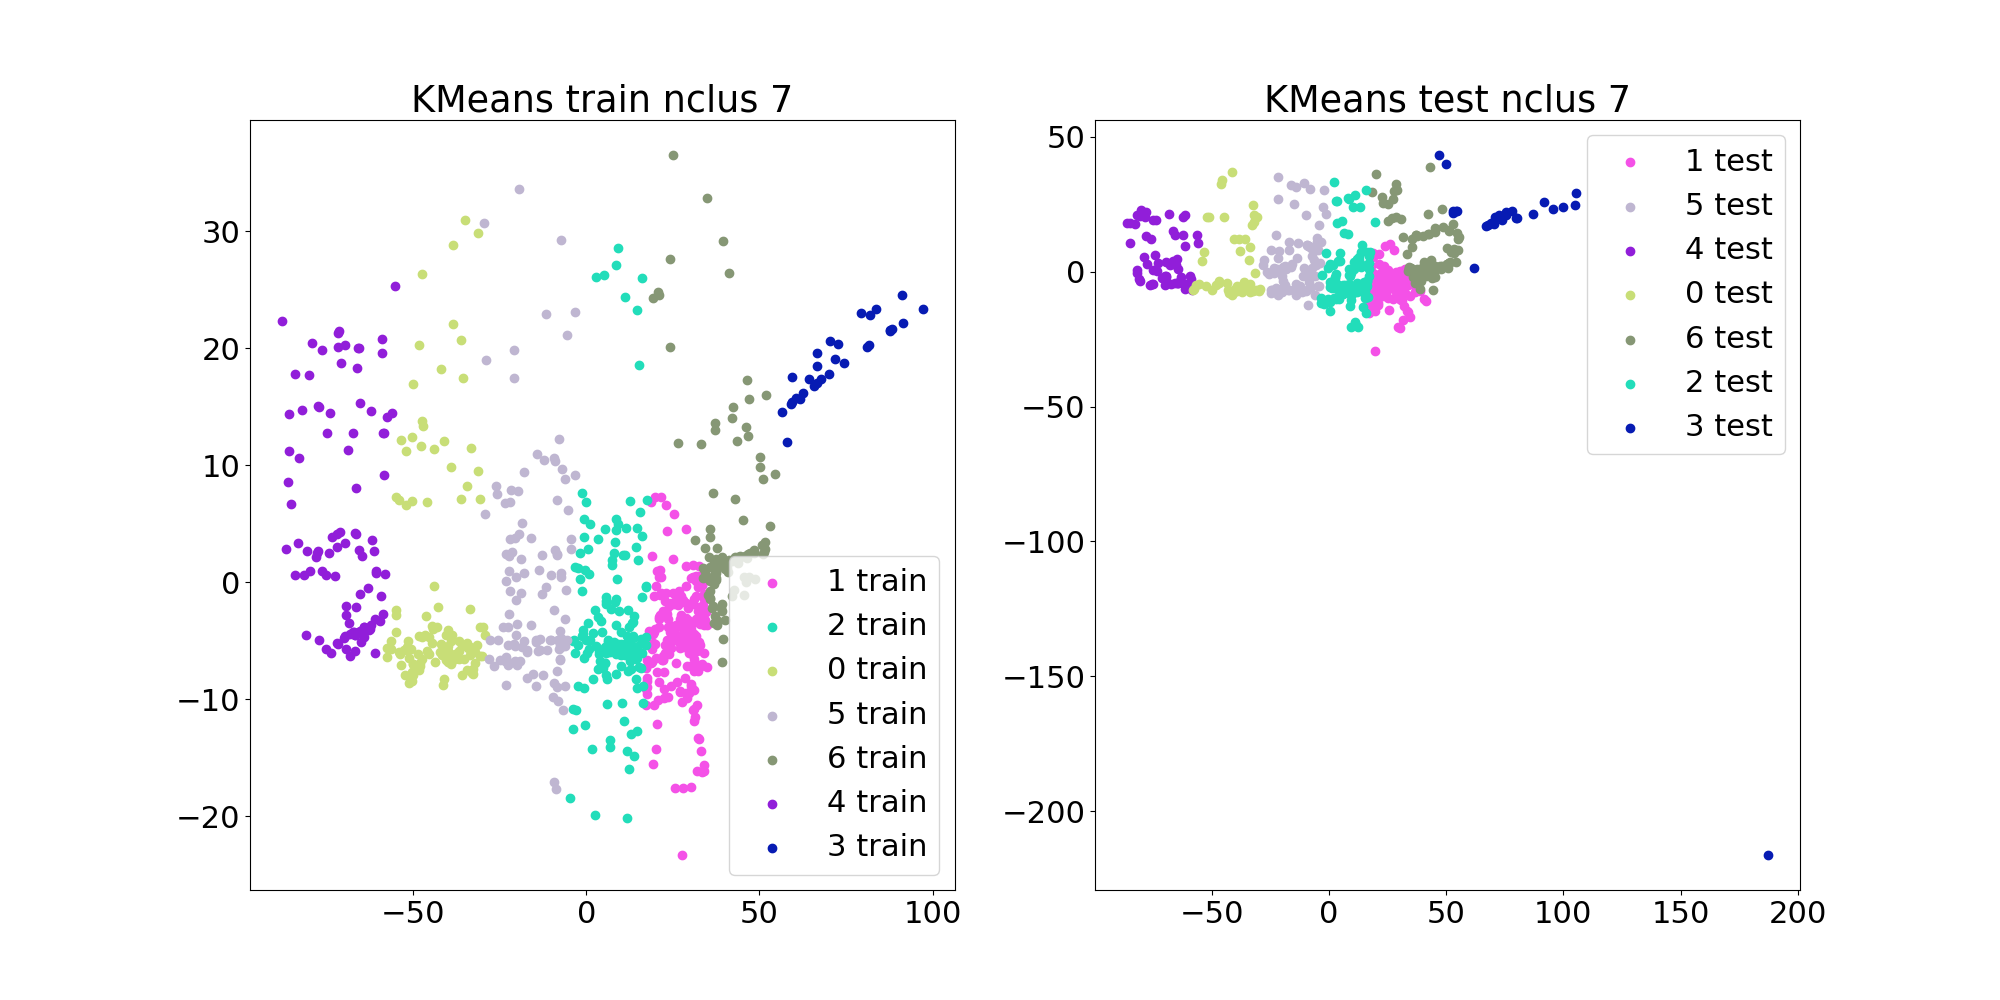 KMeans train nclus 7
30
20
10
0
−10
−20
−50
0
50
100
1 train
2 train
0 train
5 train
6 train
4 train
3 train
KMeans test nclus 7
50
0
−50
−100
−150
−200
−50
0
50
100
150
200
1 test
5 test
4 test
0 test
6 test
2 test
3 test